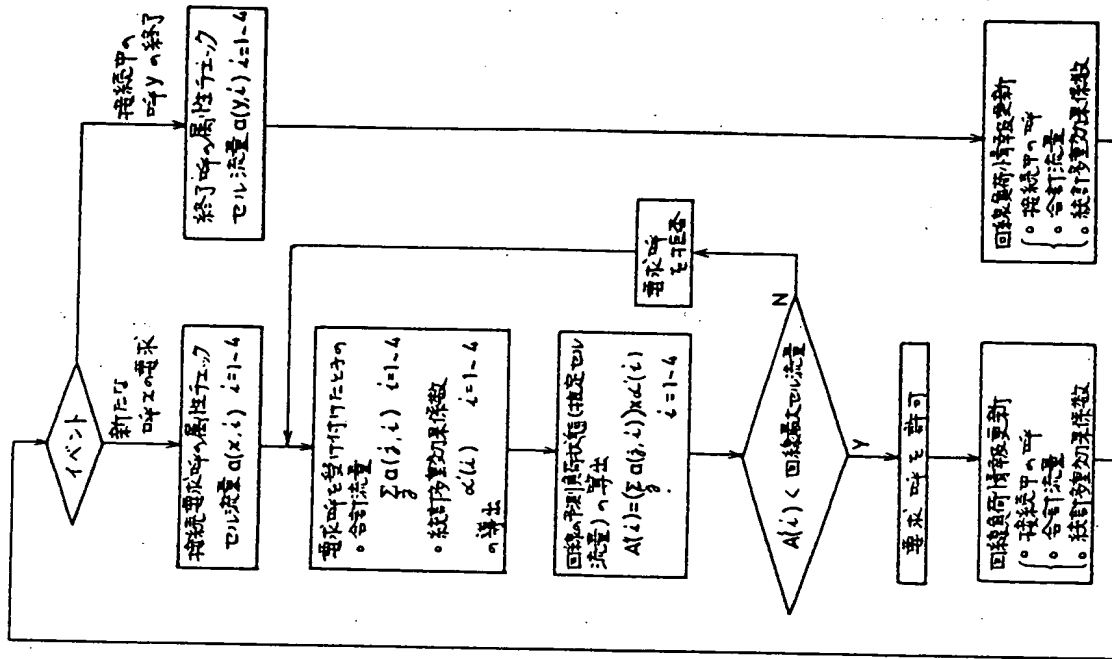 イベント
新たな
呼xの要求
接続中の
呼yの終了
接続要求呼の属性チェック
セル流量 a(x,i) i=1~4
終了呼の属性チェック
セル流量 a(y,i) i=1~4
要求呼を受け付けたときの
• 合計流量
Σ a(j,i) i=1~4
j
• 統計多重効果係数
α'(i) i=1~4
の導出
回線の予測負荷状態(推定セル
流量)の算出
A(i)=(Σ a(j,i))×α'(i)
j
i=1~4
要求呼
を拒否
A(i) < 回線最大セル流量
N
Y
要求呼を許可
回線負荷情報更新
• 接続中の呼
• 合計流量
• 統計多重効果係数
回線負荷情報更新
• 接続中の呼
• 合計流量
• 統計多重効果係数